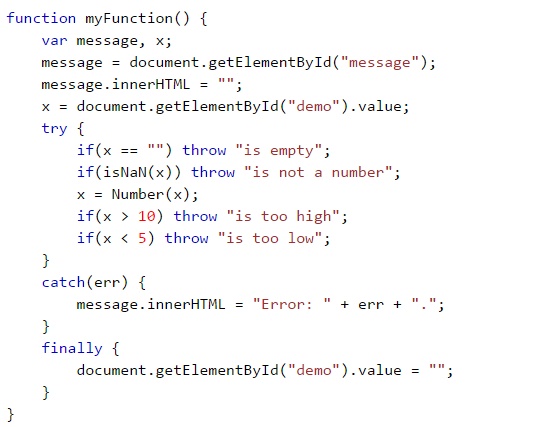 function myFunction() {
    var message, x;
    message = document.getElementById("message");
    message.innerHTML = "";
    x = document.getElementById("demo").value;
    try {
        if(x == "") throw "is empty";
        if(isNaN(x)) throw "is not a number";
        x = Number(x);
        if(x > 10) throw "is too high";
        if(x < 5) throw "is too low";
    }
    catch(err) {
        message.innerHTML = "Error: " + err + ".";
    }
    finally {
        document.getElementById("demo").value = "";
    }
}